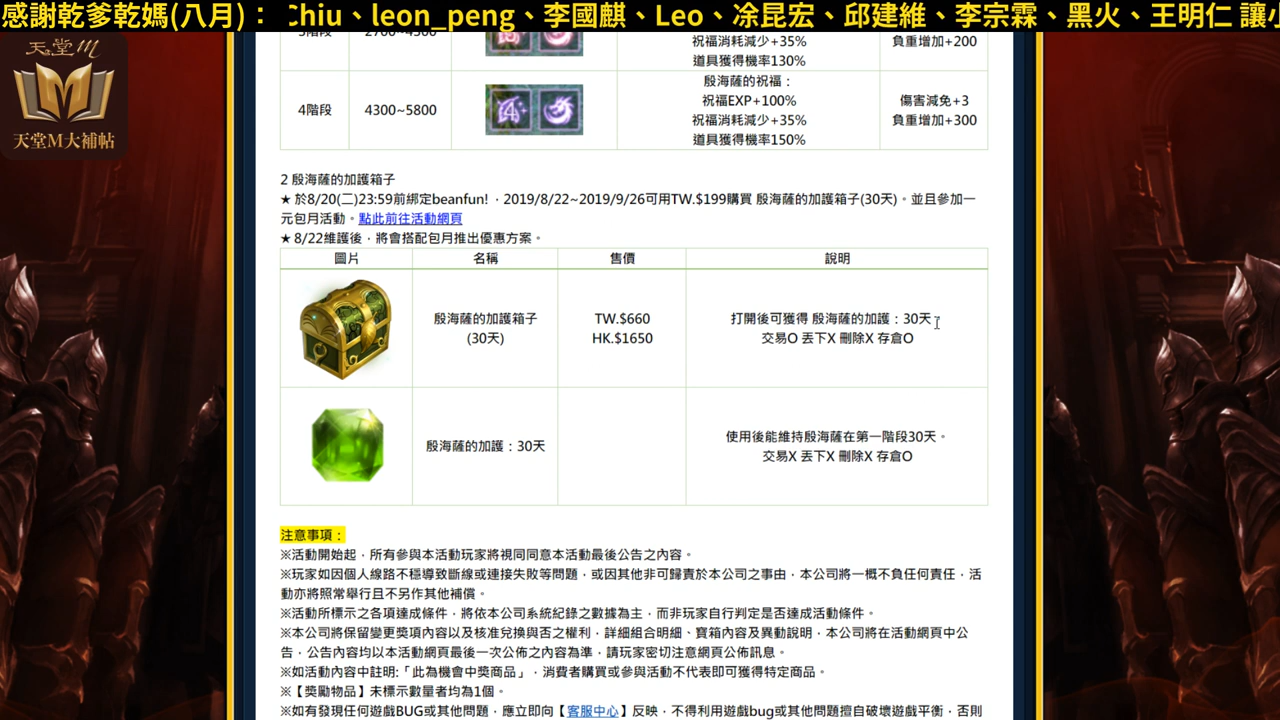 感謝乾爹乾媽(八月)： Chiu、leon_peng、李國麒、Leo、凃昆宏、邱建維、李宗霖、黑火、王明仁 讓小
天堂M
天堂M大補帖
3階段 2700~4300
祝福消耗減少+35%
道具獲得機率130%
負重增加+200
4階段 4300~5800
殷海薩的祝福：
祝福EXP+100%
祝福消耗減少+35%
道具獲得機率150%
傷害減免+3
負重增加+300
2 殷海薩的加護箱子
★ 於8/20(二)23:59前綁定beanfun!，2019/8/22~2019/9/26可用TW.$199購買 殷海薩的加護箱子(30天)。並且參加一
元包月活動。點此前往活動網頁
★ 8/22維護後，將會搭配包月推出優惠方案。
圖片 名稱 售價 說明
殷海薩的加護箱子
(30天)
TW.$660
HK.$1650
打開後可獲得 殷海薩的加護：30天。
交易O 丟下X 刪除X 存倉O
殷海薩的加護：30天
使用後能維持殷海薩在第一階段30天。
交易X 丟下X 刪除X 存倉O
注意事項：
※活動開始起，所有參與本活動玩家將視同同意本活動最後公告之內容。
※玩家如因個人線路不穩導致斷線或連接失敗等問題，或因其他非可歸責於本公司之事由，本公司將一概不負任何責任，活
動亦將照常舉行且不另作其他補償。
※活動所標示之各項達成條件，將依本公司系統紀錄之數據為主，而非玩家自行判定是否達成活動條件。
※本公司將保留變更獎項內容以及核准兌換與否之權利，詳細組合明細、寶箱內容及異動說明，本公司將在活動網頁中公
告，公告內容均以本活動網頁最後一次公佈之內容為準，請玩家密切注意網頁公佈訊息。
※如活動內容中註明:「此為機會中獎商品」，消費者購買或參與活動不代表即可獲得特定商品。
※【獎勵物品】未標示數量者均為1個。
※如有發現任何遊戲BUG或其他問題，應立即向【客服中心】反映，不得利用遊戲bug或其他問題擅自破壞遊戲平衡，否則